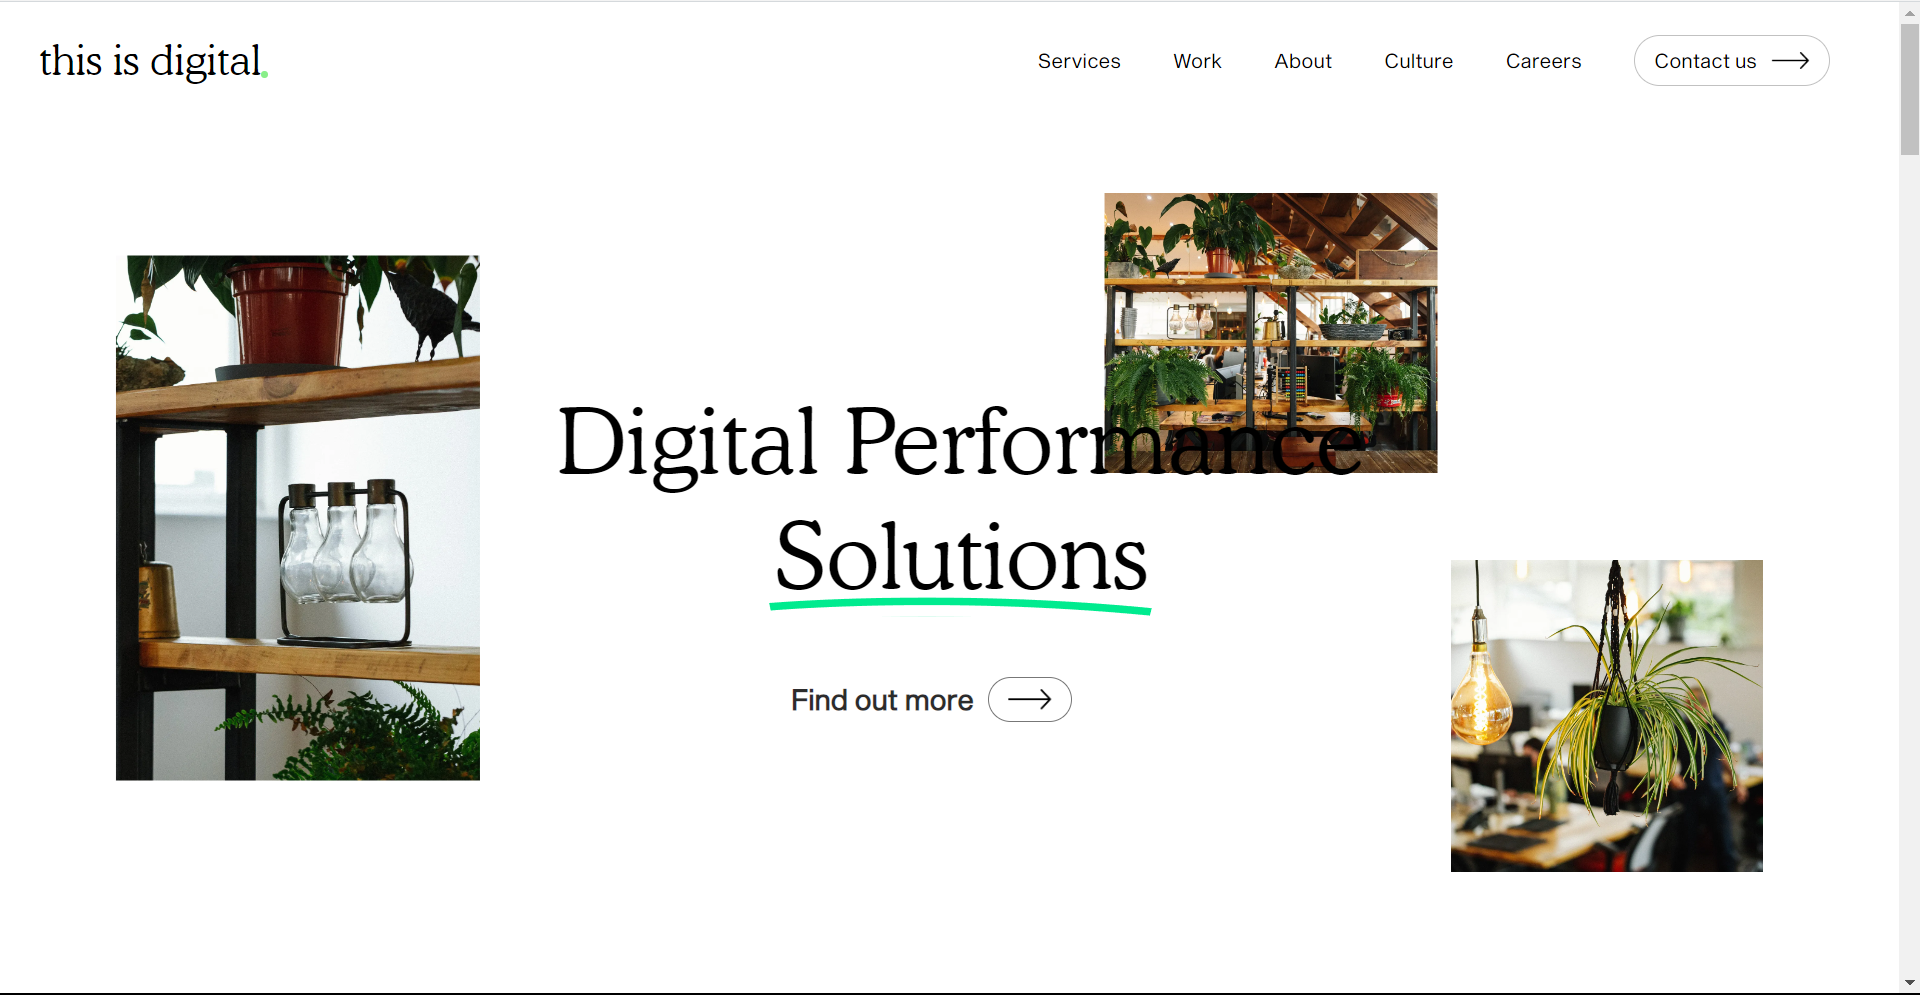 this is digital.
Services Work About Culture Careers Contact us
Digital Performance
Solutions
Find out more